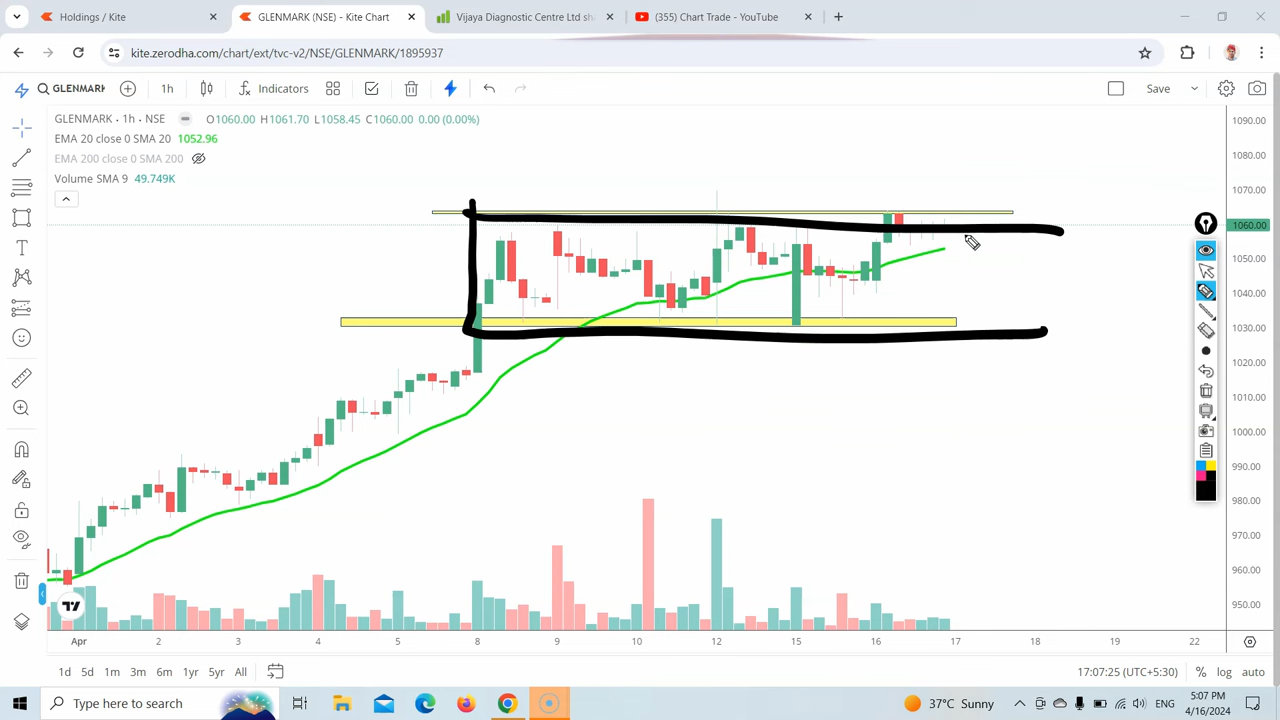 Holdings / Kite
GLENMARK (NSE) - Kite Chart
Vijaya Diagnostic Centre Ltd sh
(355) Chart Trade - YouTube
kite.zerodha.com/chart/ext/tvc-v2/NSE/GLENMARK/1895937
GLENMARK
1h
Indicators
Save
GLENMARK · 1h · NSE
O1060.00 H1061.70 L1058.45 C1060.00 0.00 (0.00%)
EMA 20 close 0 SMA 20 1052.96
EMA 200 close 0 SMA 200
Volume SMA 9 49.749K
1090.00
1080.00
1070.00
1060.00
1050.00
1040.00
1030.00
1020.00
1010.00
1000.00
990.00
980.00
970.00
960.00
950.00
Apr 2 3 4 5 8 9 10 12 15 16 17 18 19 22
1d 5d 1m 3m 6m 1yr 5yr All
17:07:25 (UTC+5:30) % log auto
Type here to search
37°C Sunny
ENG
5:07 PM
4/16/2024